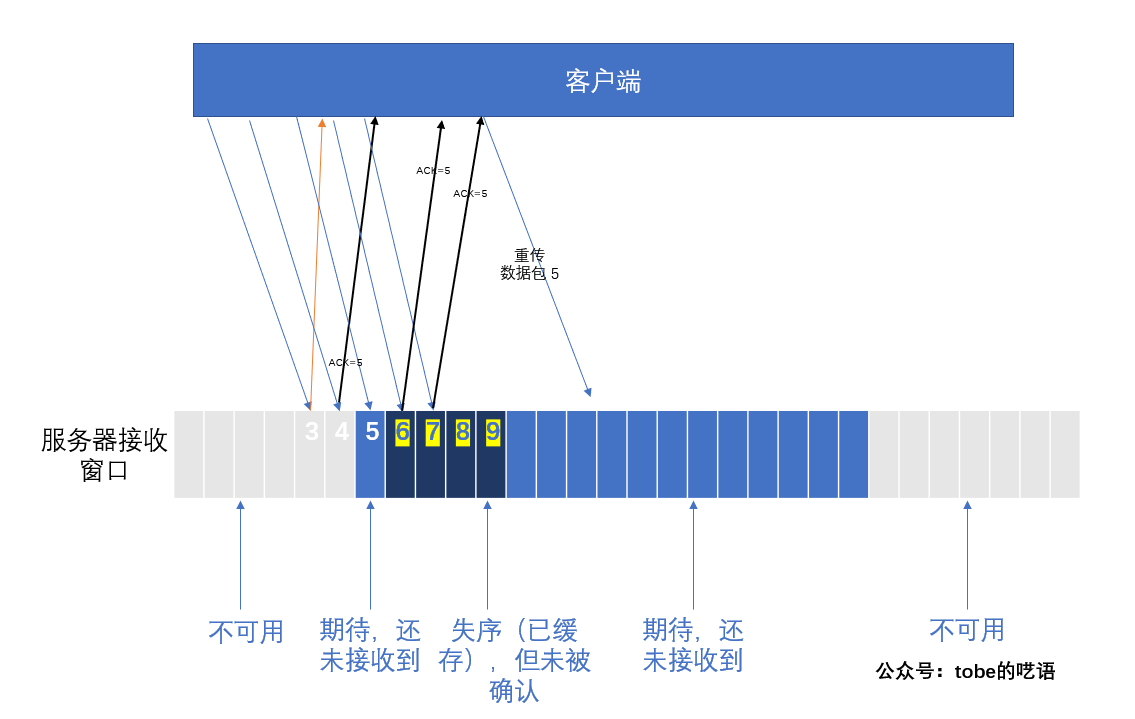 客户端
ACK=5
ACK=5
重传
数据包 5
ACK=5
服务器接收
窗口
3 4 5 6 7 8 9
不可用
期待，还
未接收到
失序（已缓
存），但未被
确认
期待，还
未接收到
不可用
公众号：tobe的呓语